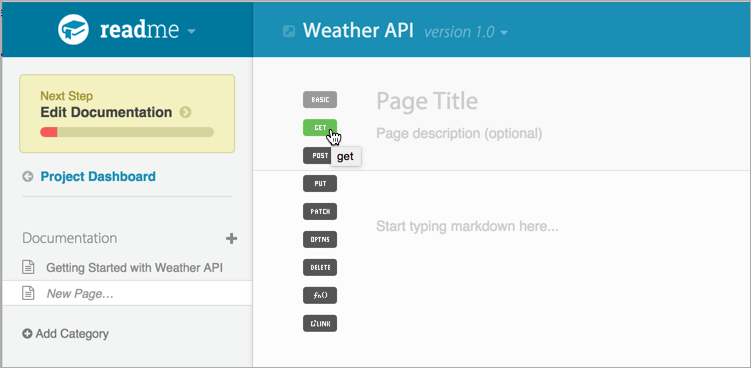 readme
Weather API version 1.0
Next Step
Edit Documentation
Project Dashboard
Documentation
Getting Started with Weather API
New Page…
Add Category
BASIC
GET
POST
get
PUT
PATCH
OPTNS
DELETE
fn()
LINK
Page Title
Page description (optional)
Start typing markdown here...